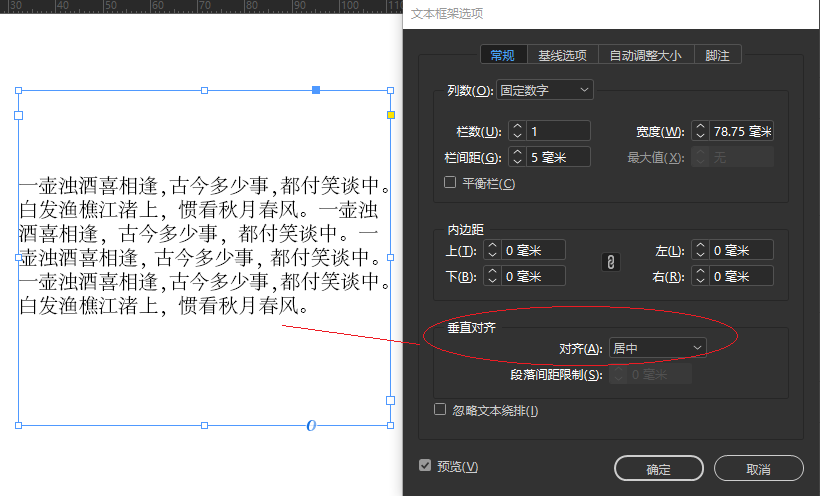 30 40 50 60 70 80 90 100 110
文本框架选项
常规 基线选项 自动调整大小 脚注
列数(O): 固定数字
栏数(U): 1 宽度(W): 78.75 毫米
栏间距(G): 5 毫米 最大值(X): 无
平衡栏(C)
内边距
上(T): 0 毫米 左(L): 0 毫米
下(B): 0 毫米 右(R): 0 毫米
垂直对齐
对齐(A): 居中
段落间距限制(S): 0 毫米
忽略文本绕排(I)
预览(V) 确定 取消
一壶浊酒喜相逢,古今多少事,都付笑谈中。
白发渔樵江渚上，惯看秋月春风。一壶浊
酒喜相逢，古今多少事，都付笑谈中。一
壶浊酒喜相逢,古今多少事,都付笑谈中。
一壶浊酒喜相逢,古今多少事,都付笑谈中。
白发渔樵江渚上，惯看秋月春风。